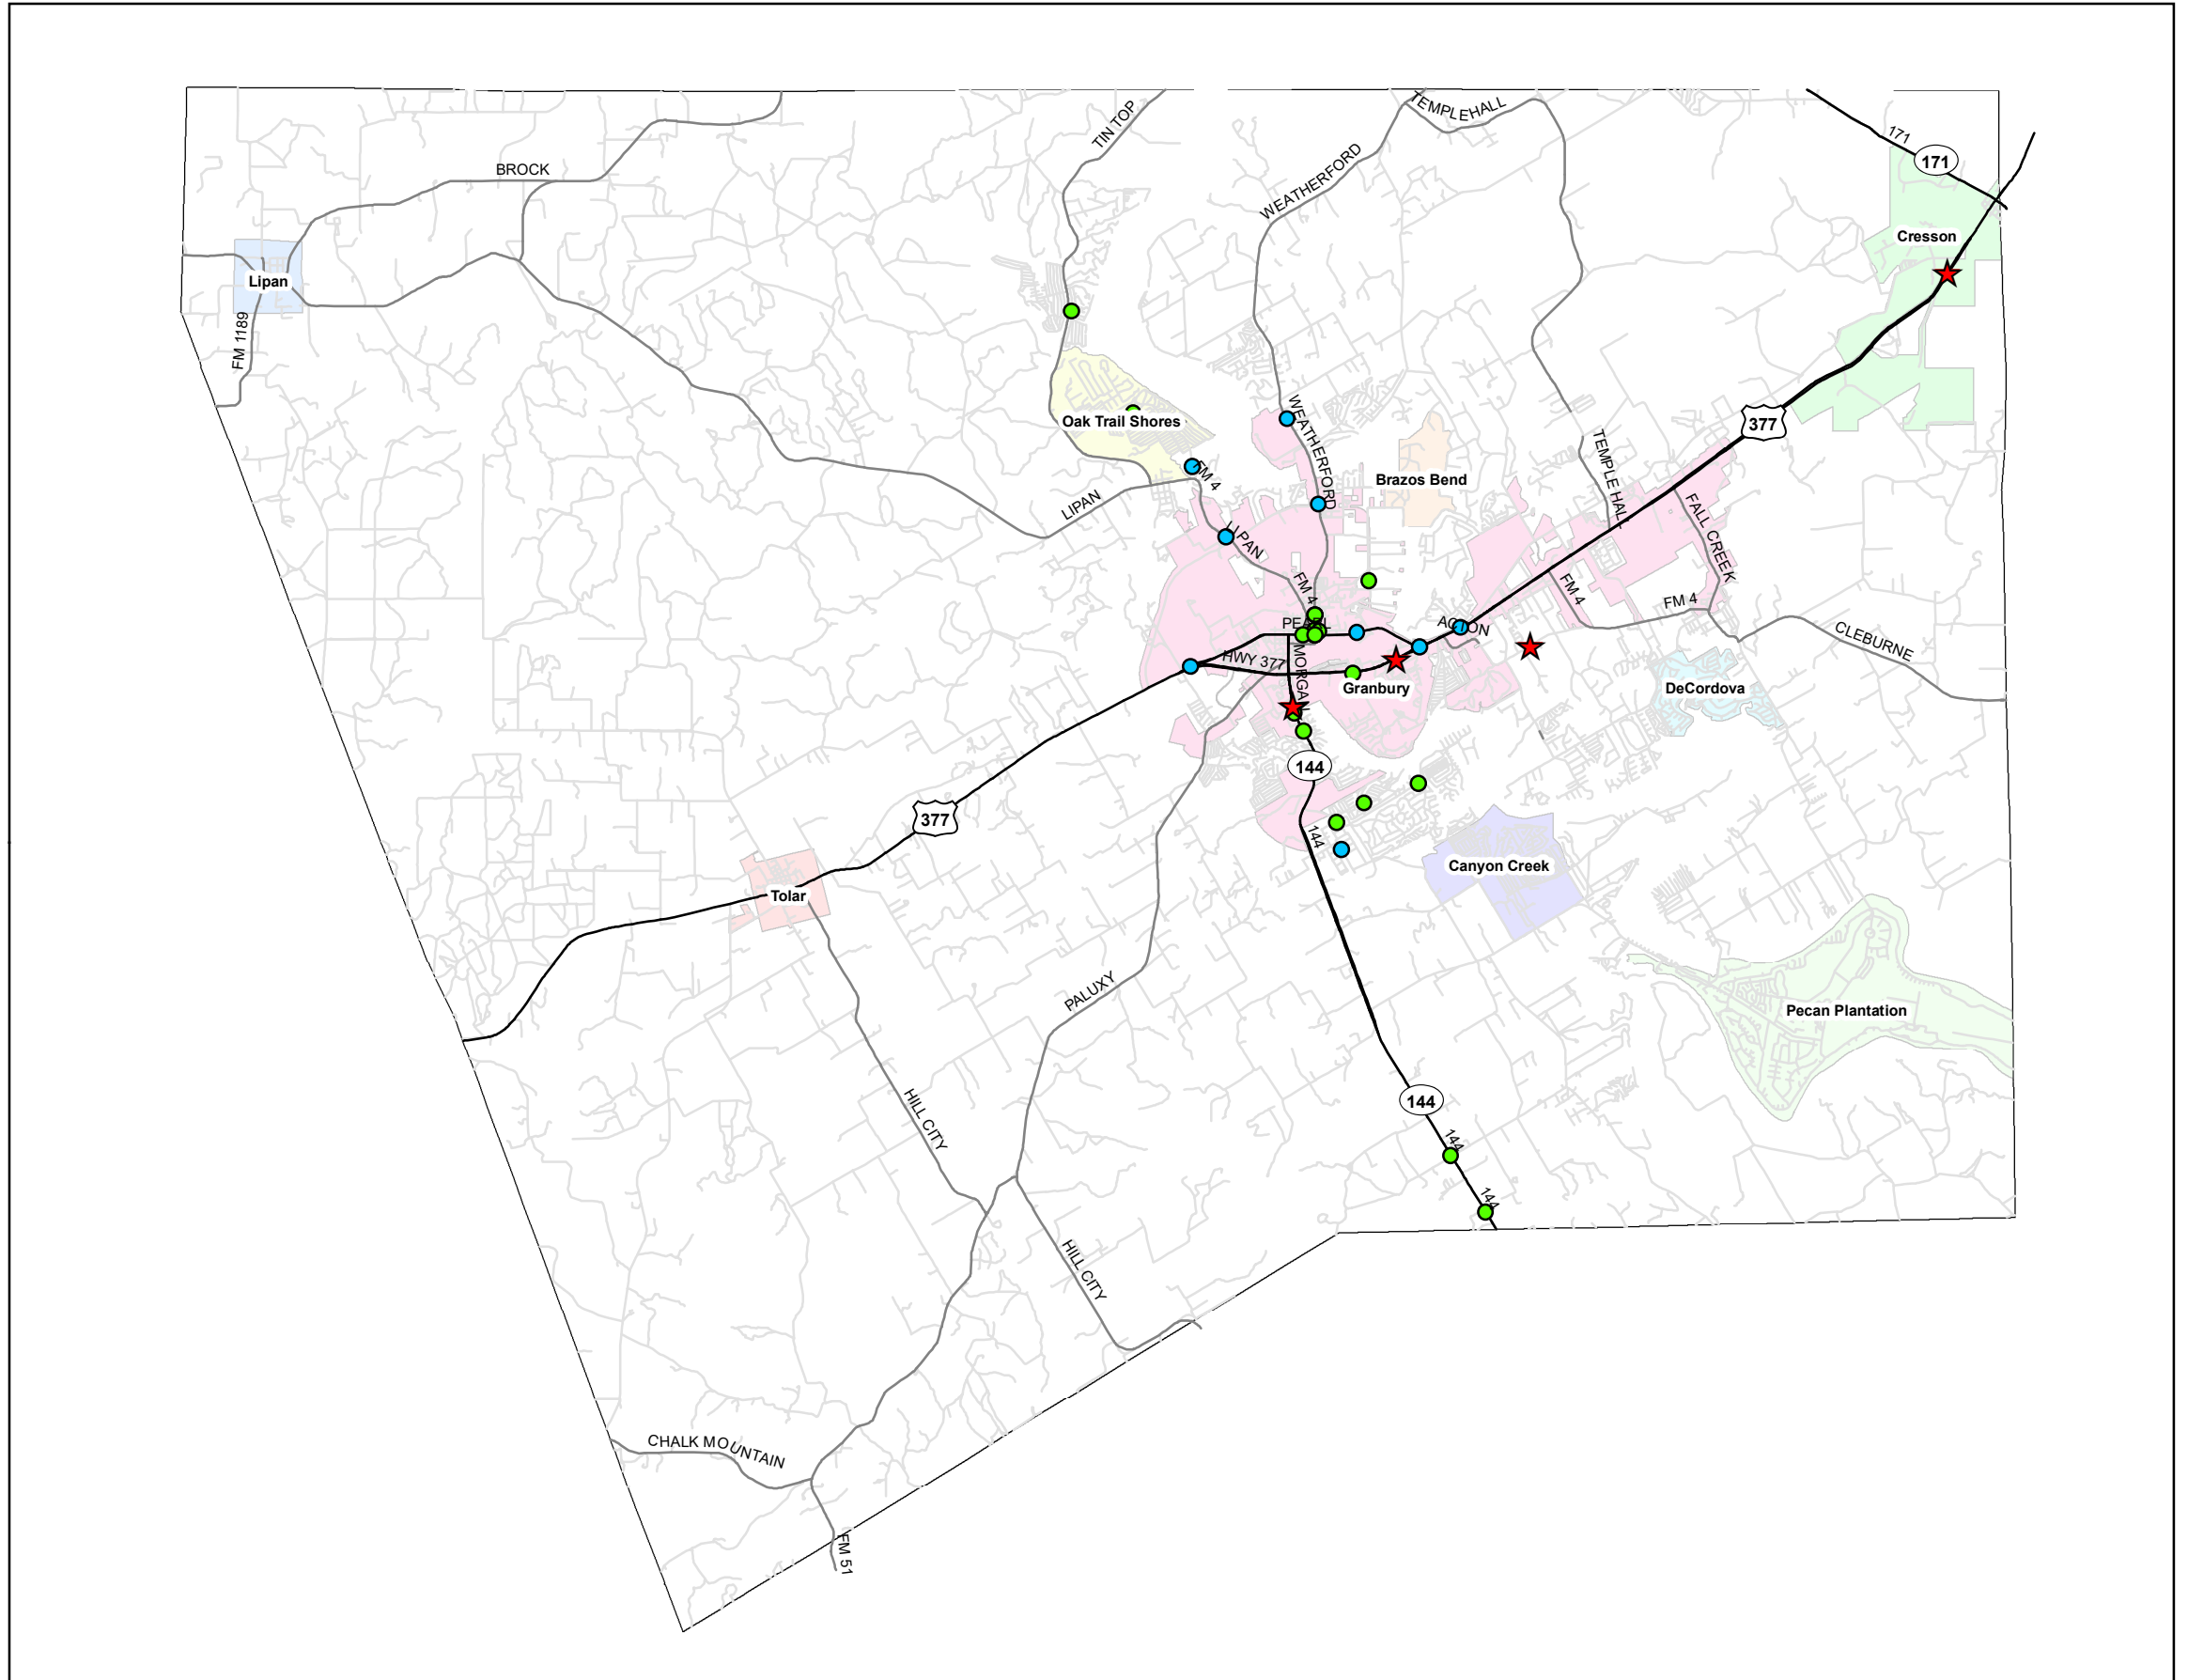 TIN TOP
TEMPLEHALL
171
171
BROCK
WEATHERFORD
Cresson
Lipan
FM 1189
WEATHERFORD
Oak Trail Shores
377
TEMPLE HALL
FM 4
Brazos Bend
LIPAN
FALL CREEK
LIPAN
FM 4
FM 4
FM 4
PEARL
ACTON
CLEBURNE
HWY 377
MORGAN
Granbury
DeCordova
144
377
144
Canyon Creek
Tolar
PALUXY
Pecan Plantation
HILL CITY
144
144
144
HILL CITY
CHALK MOUNTAIN
FM 51